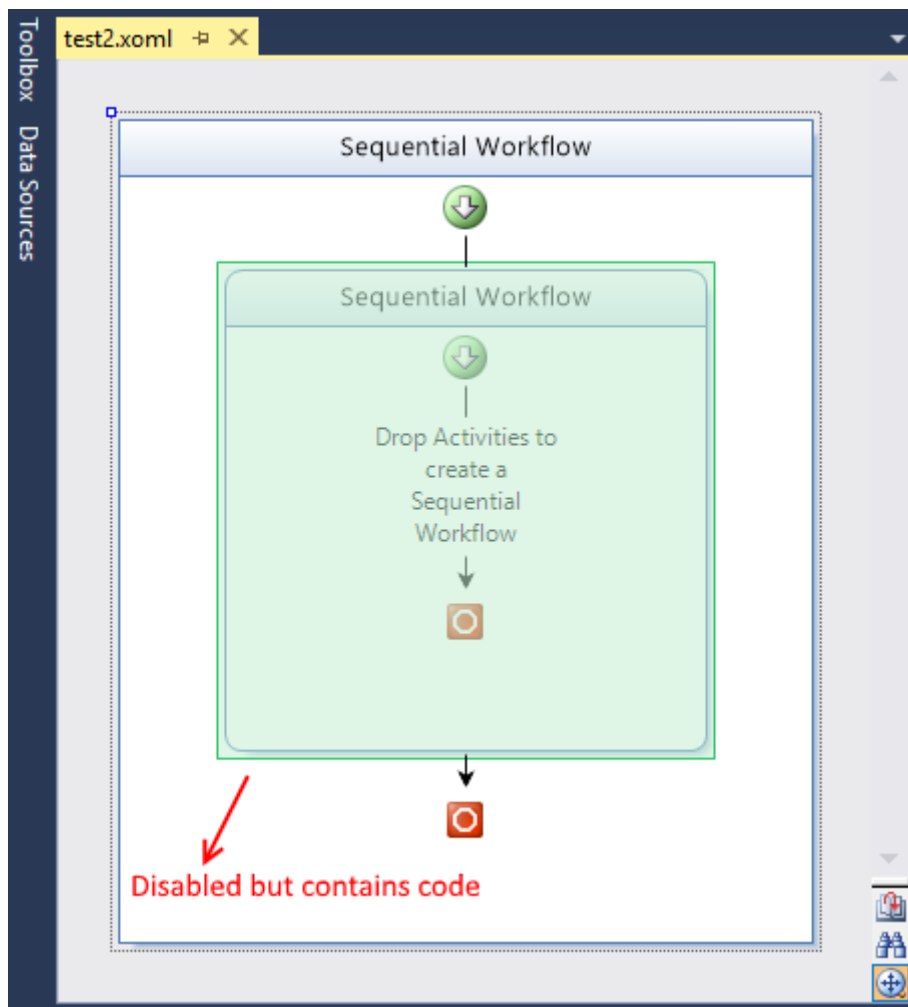 Toolbox
Data Sources
test2.xoml
Sequential Workflow
Sequential Workflow
Drop Activities to
create a
Sequential
Workflow
Disabled but contains code